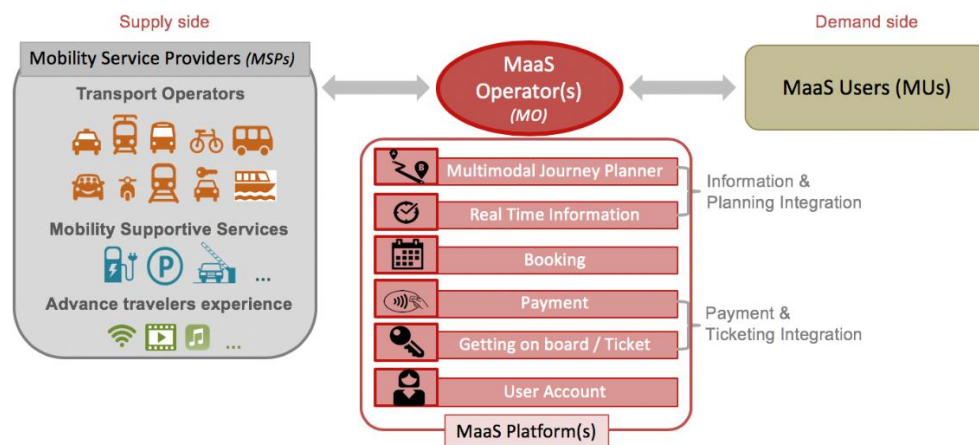 Supply side
Demand side
Mobility Service Providers (MSPs)
Transport Operators
Mobility Supportive Services
P
...
Advance travelers experience
...
MaaS
Operator(s)
(MO)
MaaS Users (MUs)
A
B
Multimodal Journey Planner
Real Time Information
Booking
Payment
Getting on board / Ticket
User Account
MaaS Platform(s)
Information &
Planning Integration
Payment &
Ticketing Integration